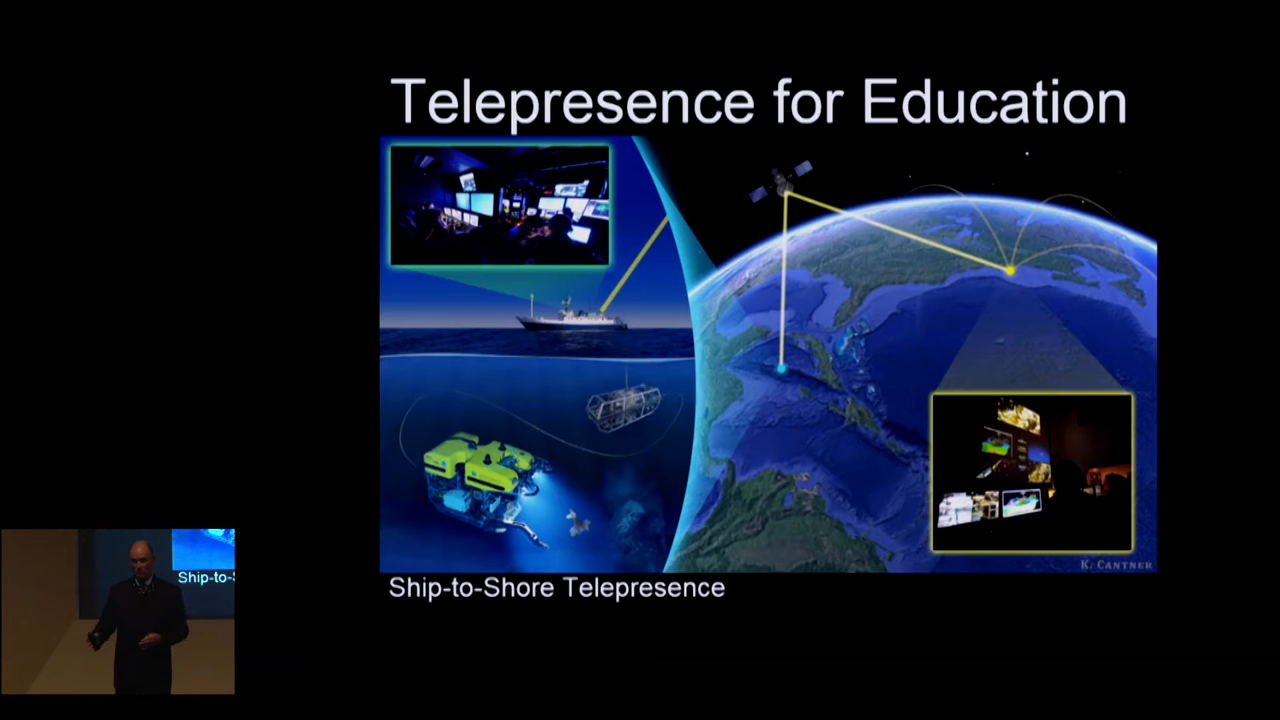 Telepresence for Education
K. CANTNER
Ship-to-Shore Telepresence
Ship-to-S